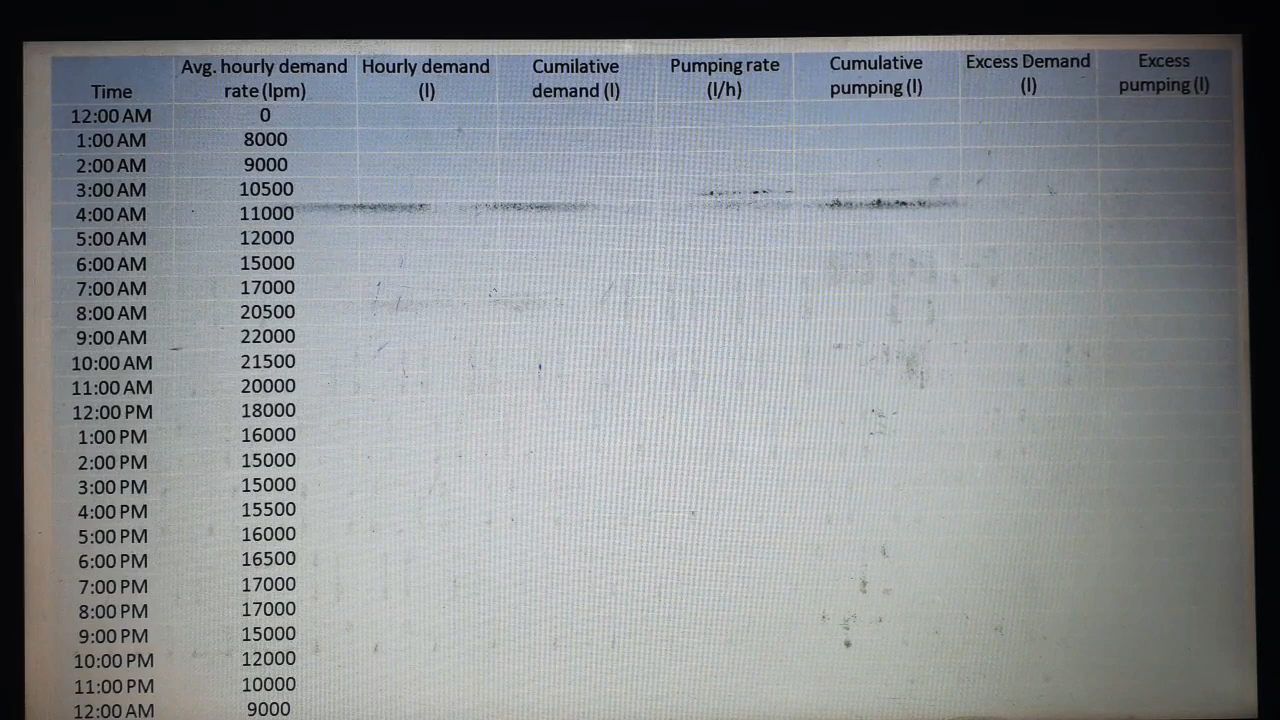 Time Avg. hourly demand rate (lpm) Hourly demand (l) Cumilative demand (l) Pumping rate (l/h) Cumulative pumping (l) Excess Demand (l) Excess pumping (l)
12:00 AM 0
1:00 AM 8000
2:00 AM 9000
3:00 AM 10500
4:00 AM 11000
5:00 AM 12000
6:00 AM 15000
7:00 AM 17000
8:00 AM 20500
9:00 AM 22000
10:00 AM 21500
11:00 AM 20000
12:00 PM 18000
1:00 PM 16000
2:00 PM 15000
3:00 PM 15000
4:00 PM 15500
5:00 PM 16000
6:00 PM 16500
7:00 PM 17000
8:00 PM 17000
9:00 PM 15000
10:00 PM 12000
11:00 PM 10000
12:00 AM 9000